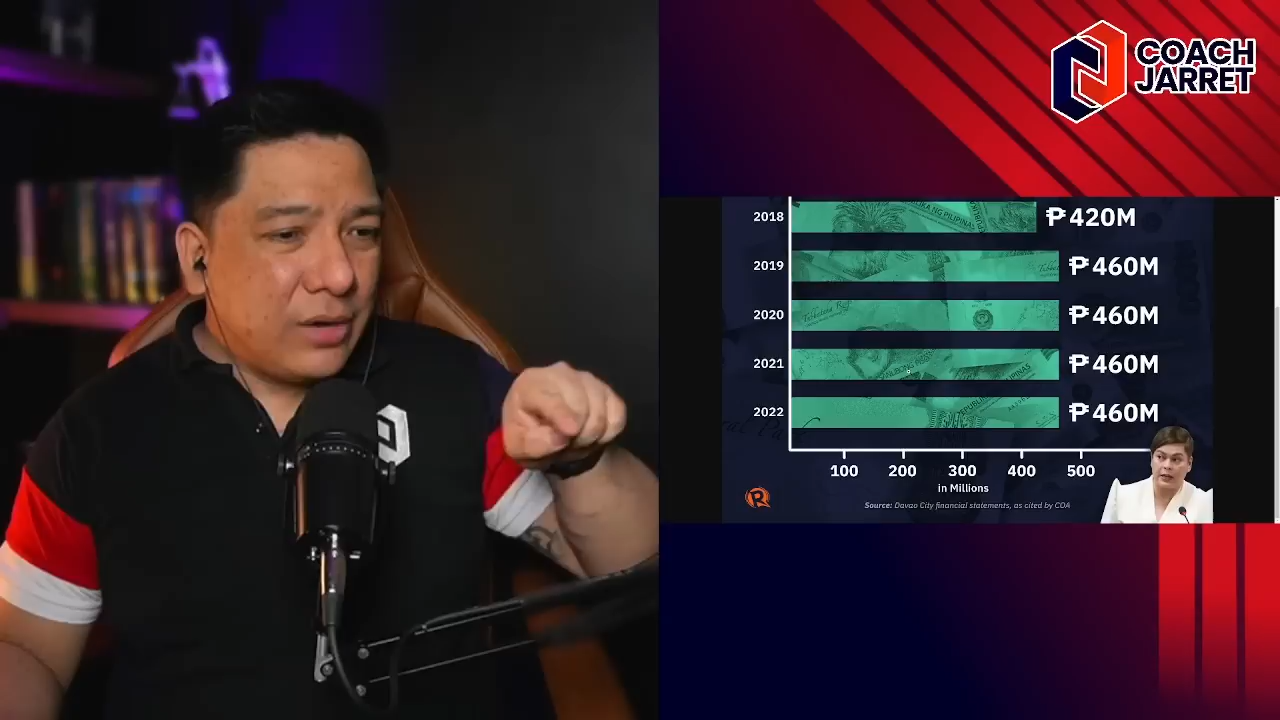 COACH
JARRET
2018 ₱420M
2019 ₱460M
2020 ₱460M
2021 ₱460M
2022 ₱460M
100 200 300 400 500
in Millions
R
Source: Davao City financial statements, as cited by CDA